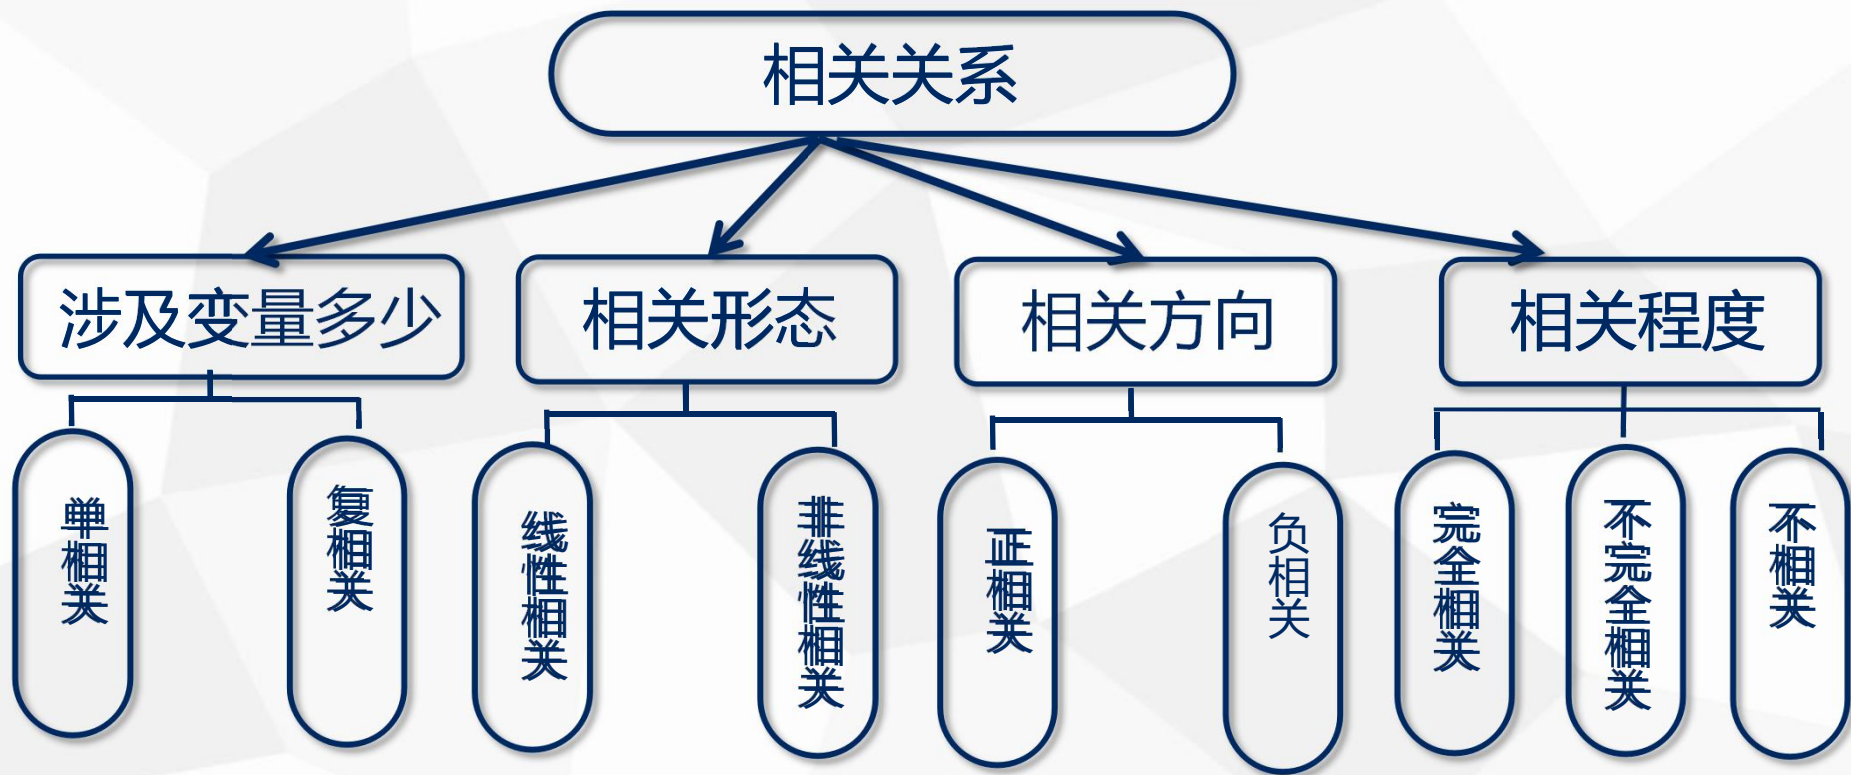 相关关系
涉及变量多少
相关形态
相关方向
相关程度
单相关
复相关
线性相关
非线性相关
正相关
负相关
完全相关
不完全相关
不相关